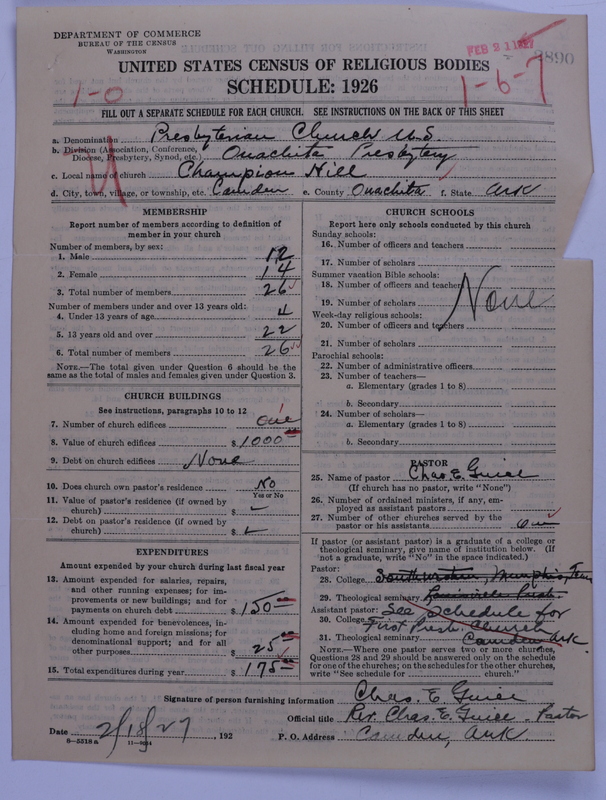 DEPARTMENT OF COMMERCE
BUREAU OF THE CENSUS
WASHINGTON
FEB 21 1927
8890
UNITED STATES CENSUS OF RELIGIOUS BODIES
SCHEDULE: 1926
1-0
1-6-7
FILL OUT A SEPARATE SCHEDULE FOR EACH CHURCH. SEE INSTRUCTIONS ON THE BACK OF THIS SHEET
a. Denomination Presbyterian Church U.S.
b. Division (Association, Conference, Diocese, Presbytery, Synod, etc.) Ouachita Presbytery
c. Local name of church Champion Hill
d. City, town, village, or township, etc. Camden e. County Ouachita f. State Ark
MEMBERSHIP
Report number of members according to definition of member in your church
Number of members, by sex:
1. Male 12
2. Female 14
3. Total number of members 26
Number of members under and over 13 years old:
4. Under 13 years of age 4
5. 13 years old and over 22
6. Total number of members 26
NOTE.—The total given under Question 6 should be the same as the total of males and females given under Question 3.
CHURCH BUILDINGS
See instructions, paragraphs 10 to 12
7. Number of church edifices One
8. Value of church edifices $ 1000
9. Debt on church edifices None
10. Does church own pastor's residence No
Yes or No
11. Value of pastor's residence (if owned by church) $
12. Debt on pastor's residence (if owned by church) $
EXPENDITURES
Amount expended by your church during last fiscal year
13. Amount expended for salaries, repairs, and other running expenses; for improvements or new buildings; and for payments on church debt $ 150.00
14. Amount expended for benevolences, including home and foreign missions; for denominational support; and for all other purposes $ 25.00
15. Total expenditures during year $ 175.00
CHURCH SCHOOLS
Report here only schools conducted by this church
Sunday schools:
16. Number of officers and teachers
17. Number of scholars
Summer vacation Bible schools:
18. Number of officers and teachers
19. Number of scholars
None
Week-day religious schools:
20. Number of officers and teachers
21. Number of scholars
Parochial schools:
22. Number of administrative officers
23. Number of teachers—
a. Elementary (grades 1 to 8)
b. Secondary
24. Number of scholars—
a. Elementary (grades 1 to 8)
b. Secondary
PASTOR
25. Name of pastor Chas. E. Guice
(If church has no pastor, write "None")
26. Number of ordained ministers, if any, employed as assistant pastors
27. Number of other churches served by the pastor or his assistants One
If pastor (or assistant pastor) is a graduate of a college or theological seminary, give name of institution below. (If not a graduate, write "No" in the space indicated.)
Pastor:
28. College Southwestern, Memphis, Tenn
29. Theological seminary Louisville Presb.
Assistant pastor: See Schedule for
30. College First Presb. Church
31. Theological seminary Camden Ark.
NOTE.—Where one pastor serves two or more churches, Questions 28 and 29 should be answered only on the schedule for one of the churches; on the schedules for the other churches, write "See schedule for church."
Signature of person furnishing information Chas. E. Guice
Official title Rev. Chas. E. Guice - Pastor
Date 2/18/27, 192 P. O. Address Camden, Ark.
8-5318a 11-9034